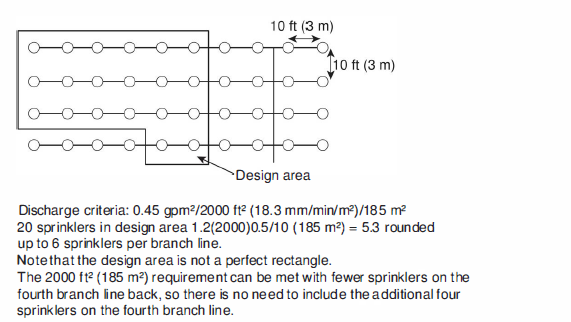 10 ft (3 m)
10 ft (3 m)
Design area
Discharge criteria: 0.45 gpm²/2000 ft² (18.3 mm/min/m²)/185 m²
20 sprinklers in design area 1.2(2000)0.5/10 (185 m²) = 5.3 rounded
up to 6 sprinklers per branch line.
Note that the design area is not a perfect rectangle.
The 2000 ft² (185 m²) requirement can be met with fewer sprinklers on the
fourth branch line back, so there is no need to include the additional four
sprinklers on the fourth branch line.